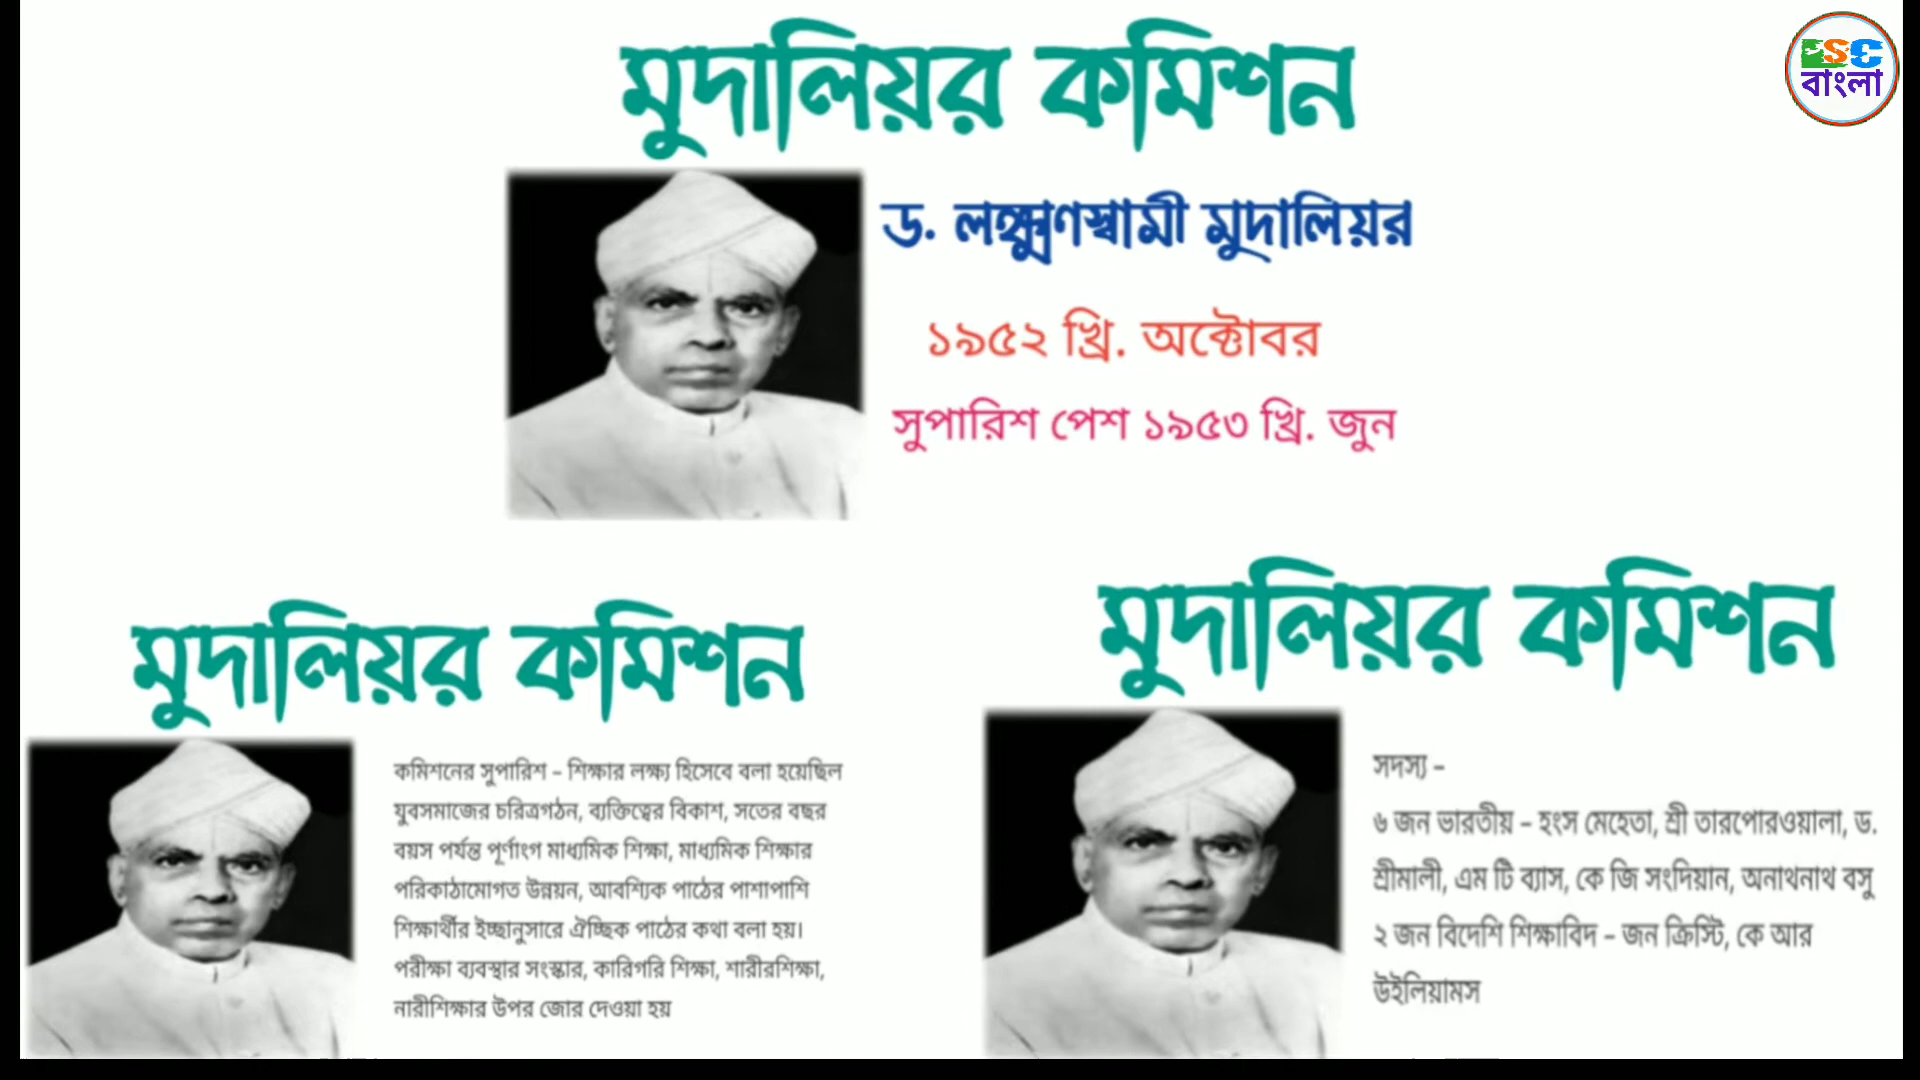 মুদালিয়র কমিশন
ESC
বাংলা
ড. লক্ষ্মণস্বামী মুদালিয়র
১৯৫২ খ্রি. অক্টোবর
সুপারিশ পেশ ১৯৫৩ খ্রি. জুন
মুদালিয়র কমিশন
কমিশনের সুপারিশ – শিক্ষার লক্ষ্য হিসেবে বলা হয়েছিল
যুবসমাজের চরিত্রগঠন, ব্যক্তিত্বের বিকাশ, সতের বছর
বয়স পর্যন্ত পূর্ণাংগ মাধ্যমিক শিক্ষা, মাধ্যমিক শিক্ষার
পরিকাঠামোগত উন্নয়ন, আবশ্যিক পাঠের পাশাপাশি
শিক্ষার্থীর ইচ্ছানুসারে ঐচ্ছিক পাঠের কথা বলা হয়।
পরীক্ষা ব্যবস্থার সংস্কার, কারিগরি শিক্ষা, শারীরশিক্ষা,
নারীশিক্ষার উপর জোর দেওয়া হয়
মুদালিয়র কমিশন
সদস্য –
৬ জন ভারতীয় – হংস মেহেতা, শ্রী তারপোরওয়ালা, ড.
শ্রীমালী, এম টি ব্যাস, কে জি সংদিয়ান, অনাথনাথ বসু
২ জন বিদেশি শিক্ষাবিদ – জন ক্রিস্টি, কে আর
উইলিয়ামস